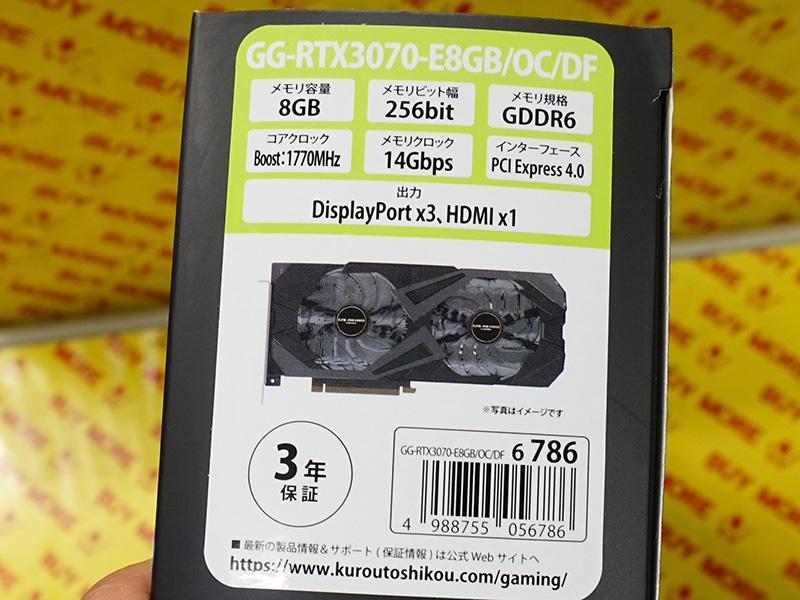 GG-RTX3070-E8GB/OC/DF
メモリ容量
8GB
メモリビット幅
256bit
メモリ規格
GDDR6
コアクロック
Boost:1770MHz
メモリクロック
14Gbps
インターフェース
PCI Express 4.0
出力
DisplayPort x3、HDMI x1
※写真はイメージです
3年
保証
GG-RTX3070-E8GB/OC/DF 6 786
4 988755 056786
■ 最新の製品情報&サポート(保証情報)は公式Webサイトへ
https://www.kuroutoshikou.com/gaming/
BUY MORE